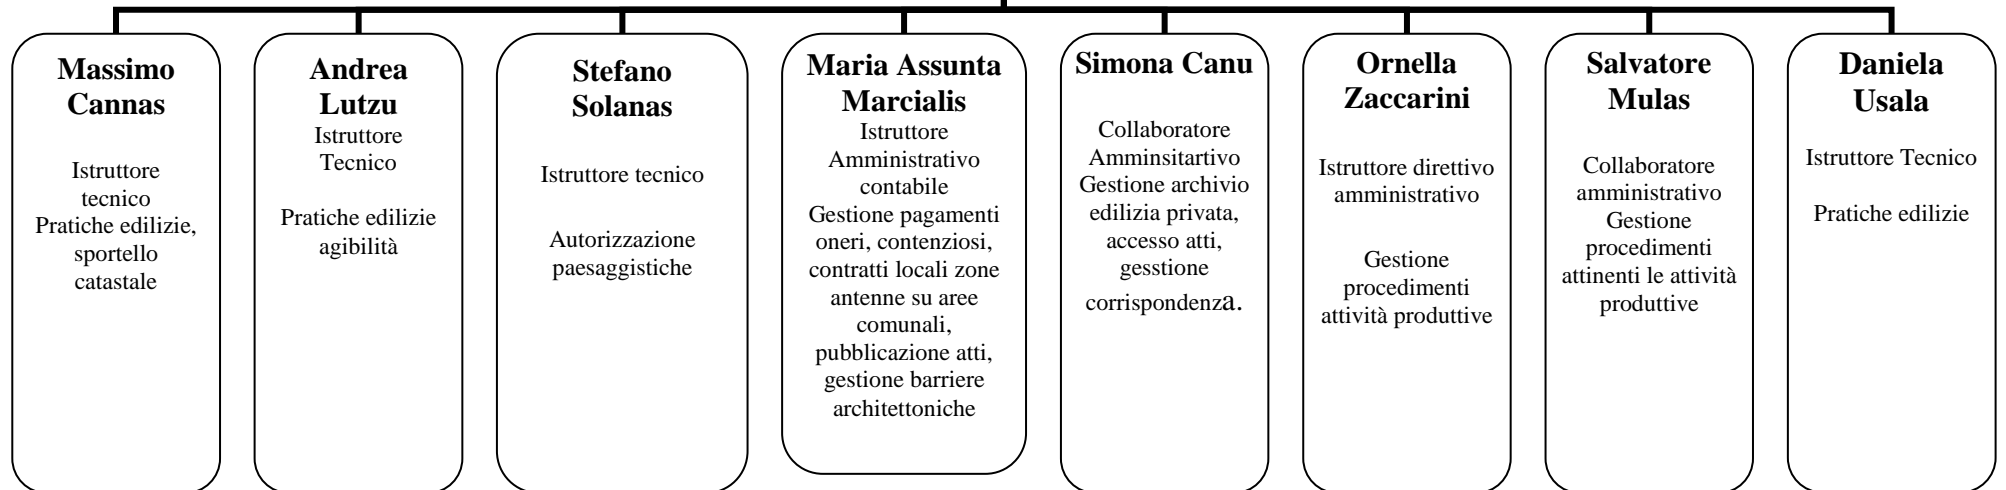 Massimo
Cannas
Istruttore
tecnico
Pratiche edilizie,
sportello
catastale
Andrea
Lutzu
Istruttore
Tecnico
Pratiche edilizie
agibilità
Stefano
Solanas
Istruttore tecnico
Autorizzazione
paesaggistiche
Maria Assunta
Marcialis
Istruttore
Amministrativo
contabile
Gestione pagamenti
oneri, contenziosi,
contratti locali zone
antenne su aree
comunali,
pubblicazione atti,
gestione barriere
architettoniche
Simona Canu
Collaboratore
Amminsitartivo
Gestione archivio
edilizia privata,
accesso atti,
gesstione
corrispondenza.
Ornella
Zaccarini
Istruttore direttivo
amministrativo
Gestione
procedimenti
attività produttive
Salvatore
Mulas
Collaboratore
amministrativo
Gestione
procedimenti
attinenti le attività
produttive
Daniela
Usala
Istruttore Tecnico
Pratiche edilizie